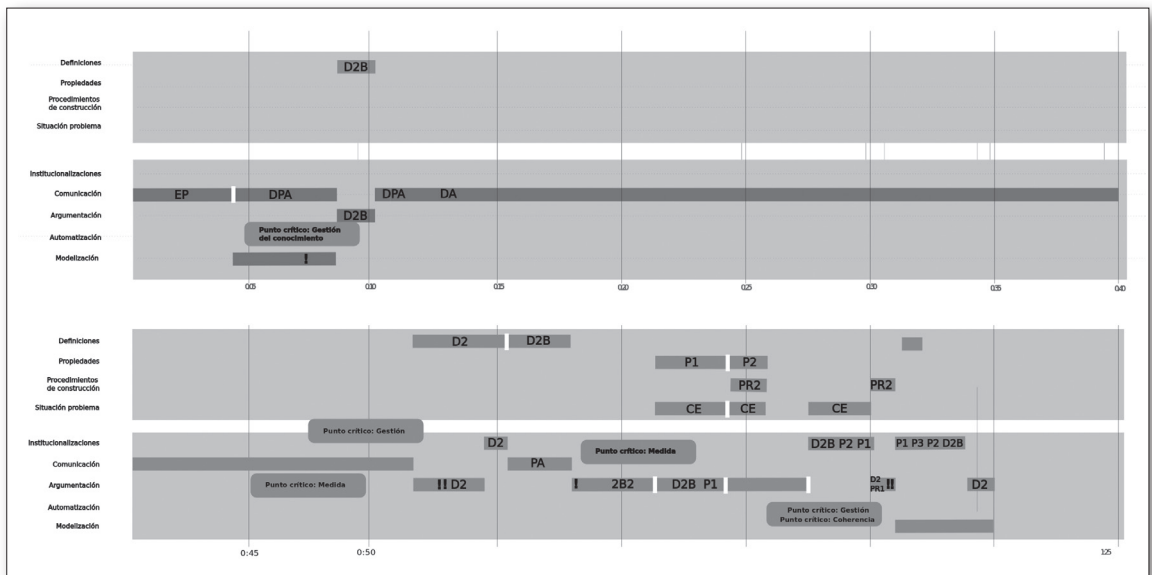 Definiciones
D2B
Propiedades
Procedimientos
de construcción
Situación problema
Institucionalizaciones
Comunicación
EP
DPA
DPA
DA
Argumentación
D2B
Automatización
Punto crítico: Gestión
del conocimiento
Modelización
!
0:05
0:10
0:15
0:20
0:25
0:30
0:35
0:40
Definiciones
D2
D2B
Propiedades
P1
P2
Procedimientos
de construcción
PR2
PR2
Situación problema
CE
CE
CE
Punto crítico: Gestión
Institucionalizaciones
D2
Punto crítico: Medida
D2B P2 P1
P1 P3 P2 D2B
Comunicación
PA
Argumentación
Punto crítico: Medida
!! D2
!
2B2
D2B P1
D2
PR1 !!
D2
Automatización
Punto crítico: Gestión
Punto crítico: Coherencia
Modelización
0:45
0:50
125